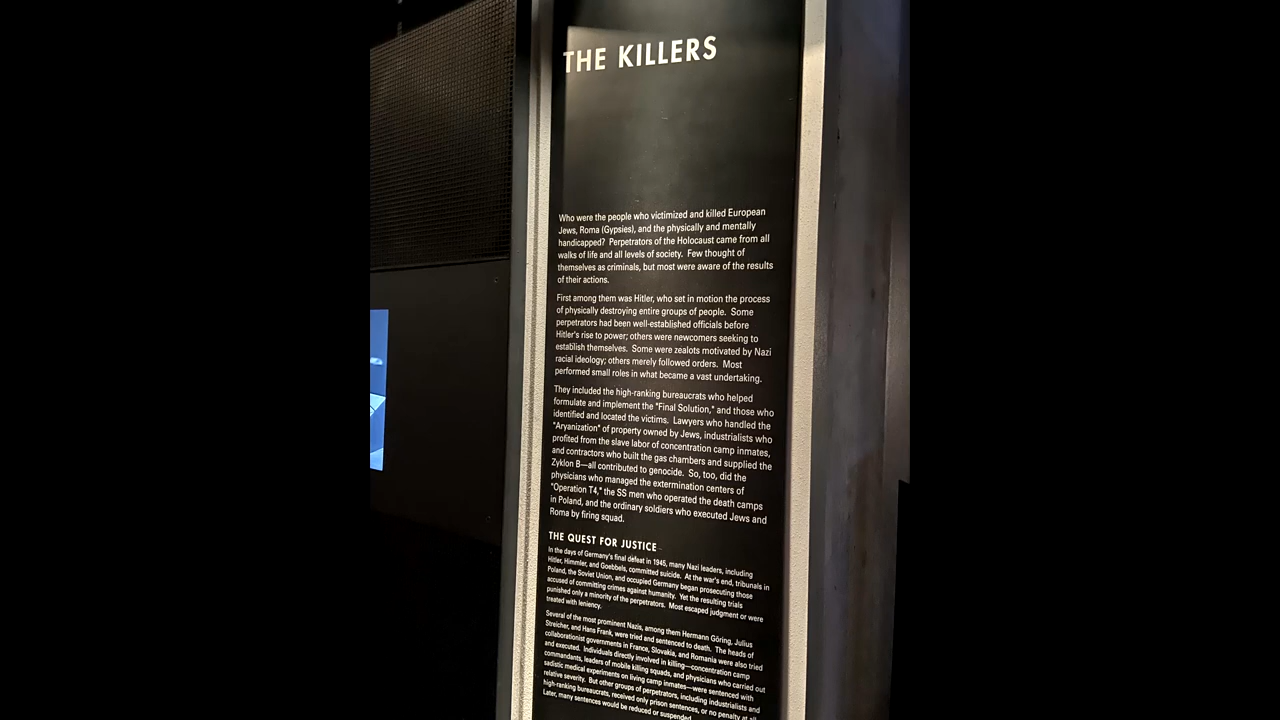 THE KILLERS
Who were the people who victimized and killed European
Jews, Roma (Gypsies), and the physically and mentally
handicapped? Perpetrators of the Holocaust came from all
walks of life and all levels of society. Few thought of
themselves as criminals, but most were aware of the results
of their actions.
First among them was Hitler, who set in motion the process
of physically destroying entire groups of people. Some
perpetrators had been well-established officials before
Hitler's rise to power; others were newcomers seeking to
establish themselves. Some were zealots motivated by Nazi
racial ideology; others merely followed orders. Most
performed small roles in what became a vast undertaking.
They included the high-ranking bureaucrats who helped
formulate and implement the "Final Solution," and those who
identified and located the victims. Lawyers who handled the
"Aryanization" of property owned by Jews, industrialists who
profited from the slave labor of concentration camp inmates,
and contractors who built the gas chambers and supplied the
Zyklon B—all contributed to genocide. So, too, did the
physicians who managed the extermination centers of
"Operation T4," the SS men who operated the death camps
in Poland, and the ordinary soldiers who executed Jews and
Roma by firing squad.
THE QUEST FOR JUSTICE
In the days of Germany's final defeat in 1945, many Nazi leaders, including
Hitler, Himmler, and Goebbels, committed suicide. At the war's end, tribunals in
Poland, the Soviet Union, and occupied Germany began prosecuting those
accused of committing crimes against humanity. Yet the resulting trials
punished only a minority of the perpetrators. Most escaped judgment or were
treated with leniency.
Several of the most prominent Nazis, among them Hermann Göring, Julius
Streicher, and Hans Frank, were tried and sentenced to death. The heads of
collaborationist governments in France, Slovakia, and Romania were also tried
and executed. Individuals directly involved in killing—concentration camp
commandants, leaders of mobile killing squads, and physicians who carried out
sadistic medical experiments on living camp inmates—were sentenced with
relative severity. But other groups of perpetrators, including industrialists and
high-ranking bureaucrats, received only prison sentences, or no penalty at all.
Later, many sentences would be reduced or suspended.